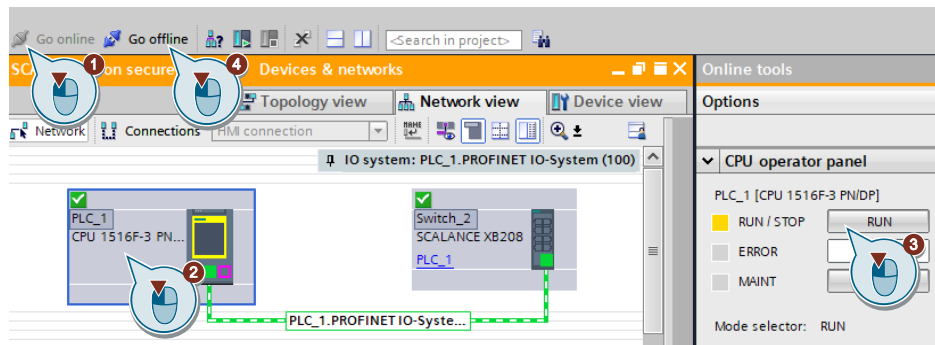 Go online Go offline <Search in project>
1 4
on secure Devices & networks
Online tools
Topology view Network view Device view
Options
Network Connections HMI connection
NAME
IO system: PLC_1.PROFINET IO-System (100)
CPU operator panel
PLC_1
CPU 1516F-3 PN...
Switch_2
SCALANCE XB208
PLC_1
PLC_1 [CPU 1516F-3 PN/DP]
RUN / STOP RUN
3
ERROR
2
MAINT
PLC_1.PROFINET IO-Syste...
Mode selector: RUN